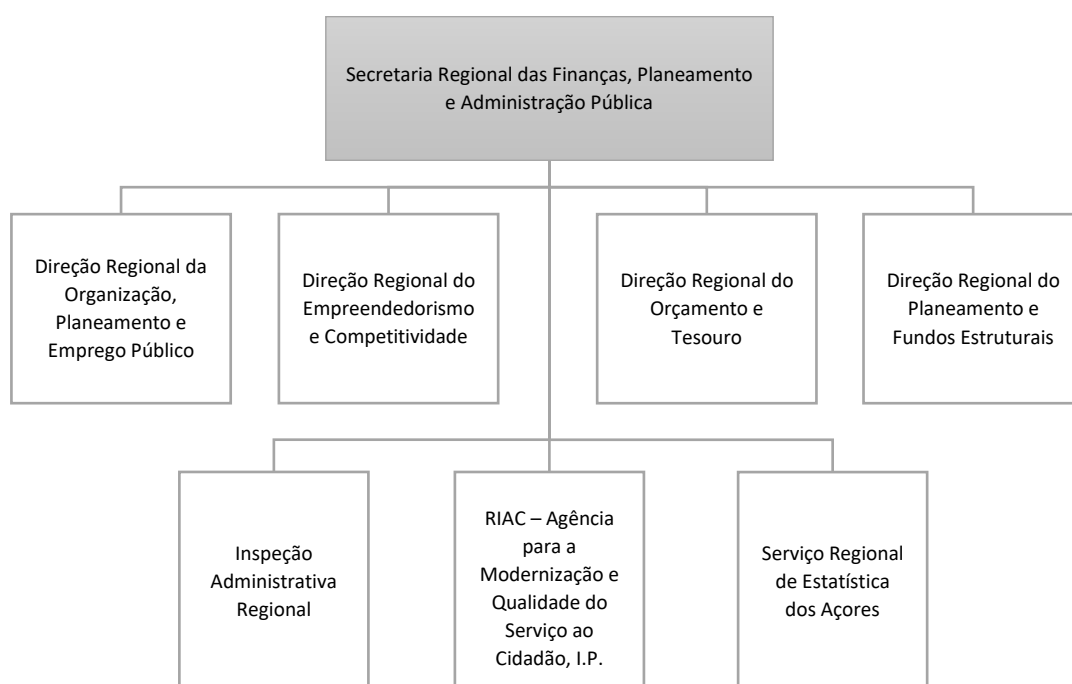 Secretaria Regional das Finanças, Planeamento
e Administração Pública
Direção Regional da
Organização,
Planeamento e
Emprego Público
Direção Regional do
Empreendedorismo
e Competitividade
Direção Regional do
Orçamento e
Tesouro
Direção Regional do
Planeamento e
Fundos Estruturais
Inspeção
Administrativa
Regional
RIAC – Agência
para a
Modernização e
Qualidade do
Serviço ao
Cidadão, I.P.
Serviço Regional
de Estatística
dos Açores